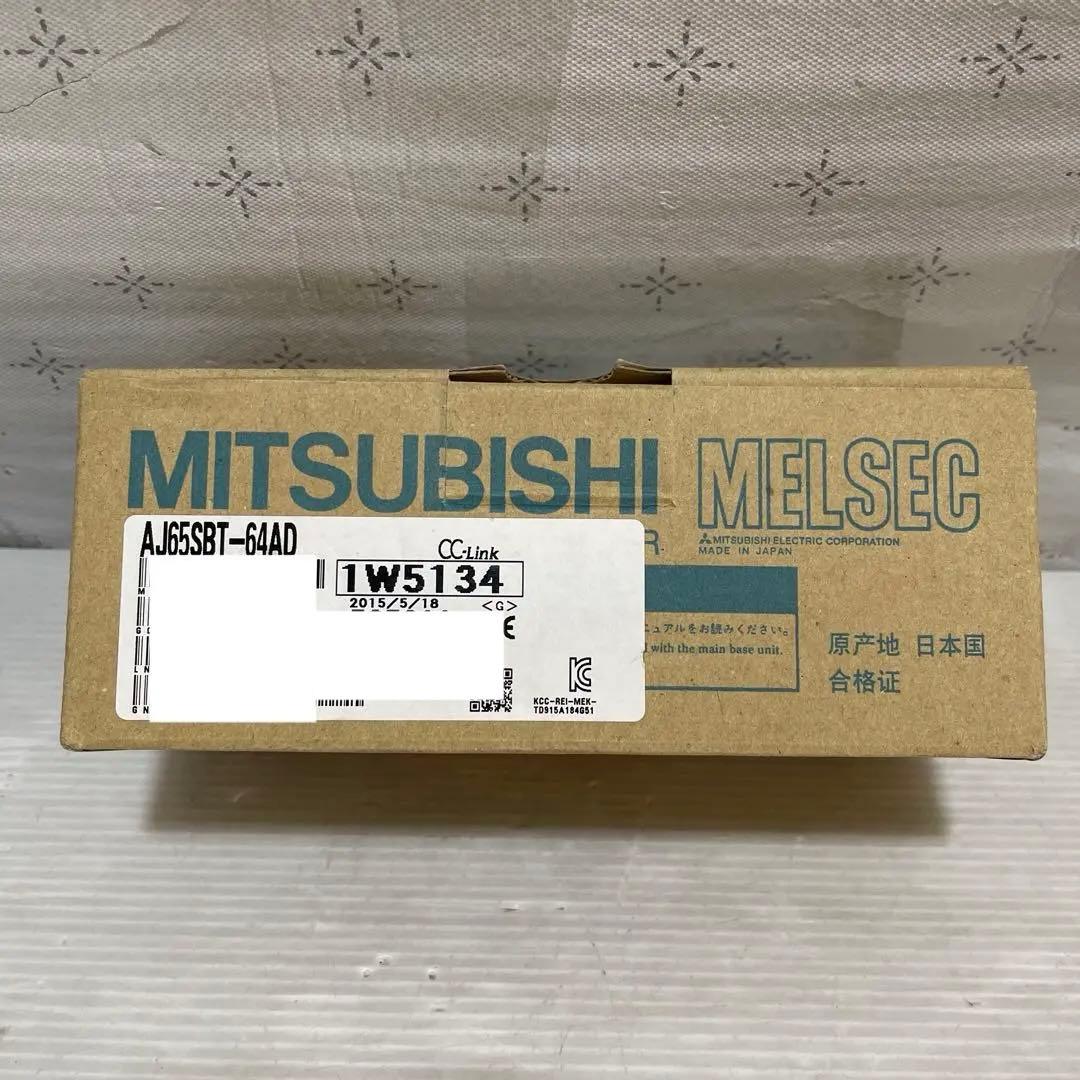 MITSUBISHI
MELSEC
MITSUBISHI ELECTRIC CORPORATION
MADE IN JAPAN
AJ65SBT-64AD
CC-Link
1W5134
2015/5/18 <G>
ニュアルをお読みください。
with the main base unit.
KCC-REI-MEK-
TD915A184G51
原产地 日本国
合格证